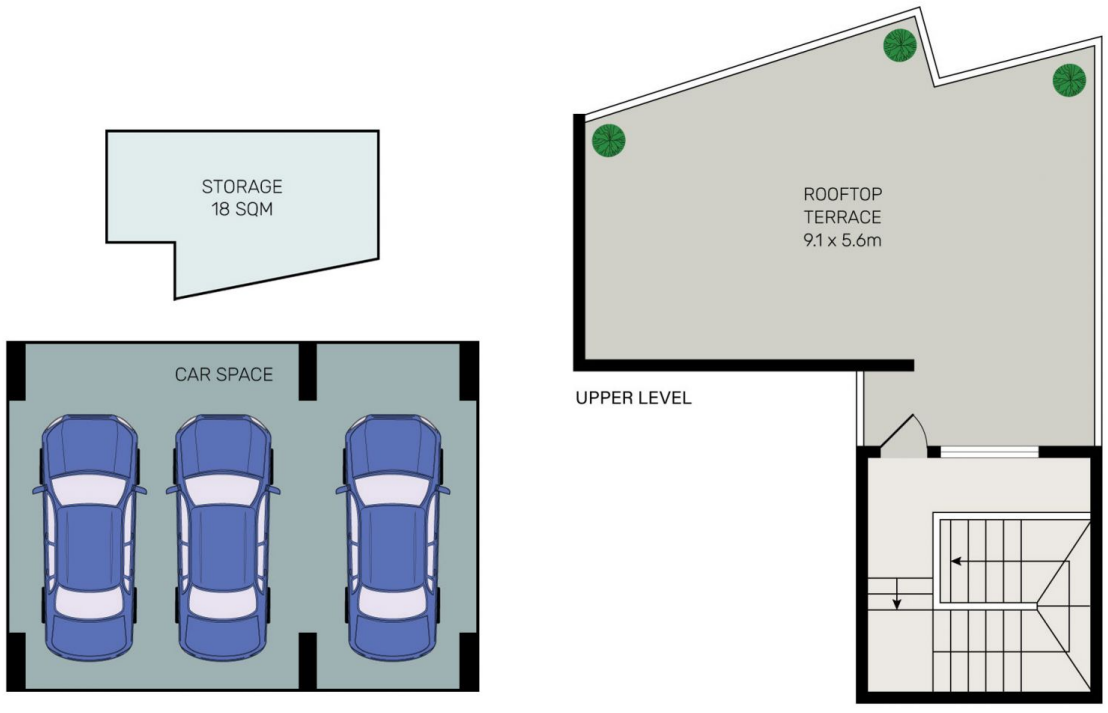 STORAGE
18 SQM
CAR SPACE
ROOFTOP
TERRACE
9.1 x 5.6m
UPPER LEVEL